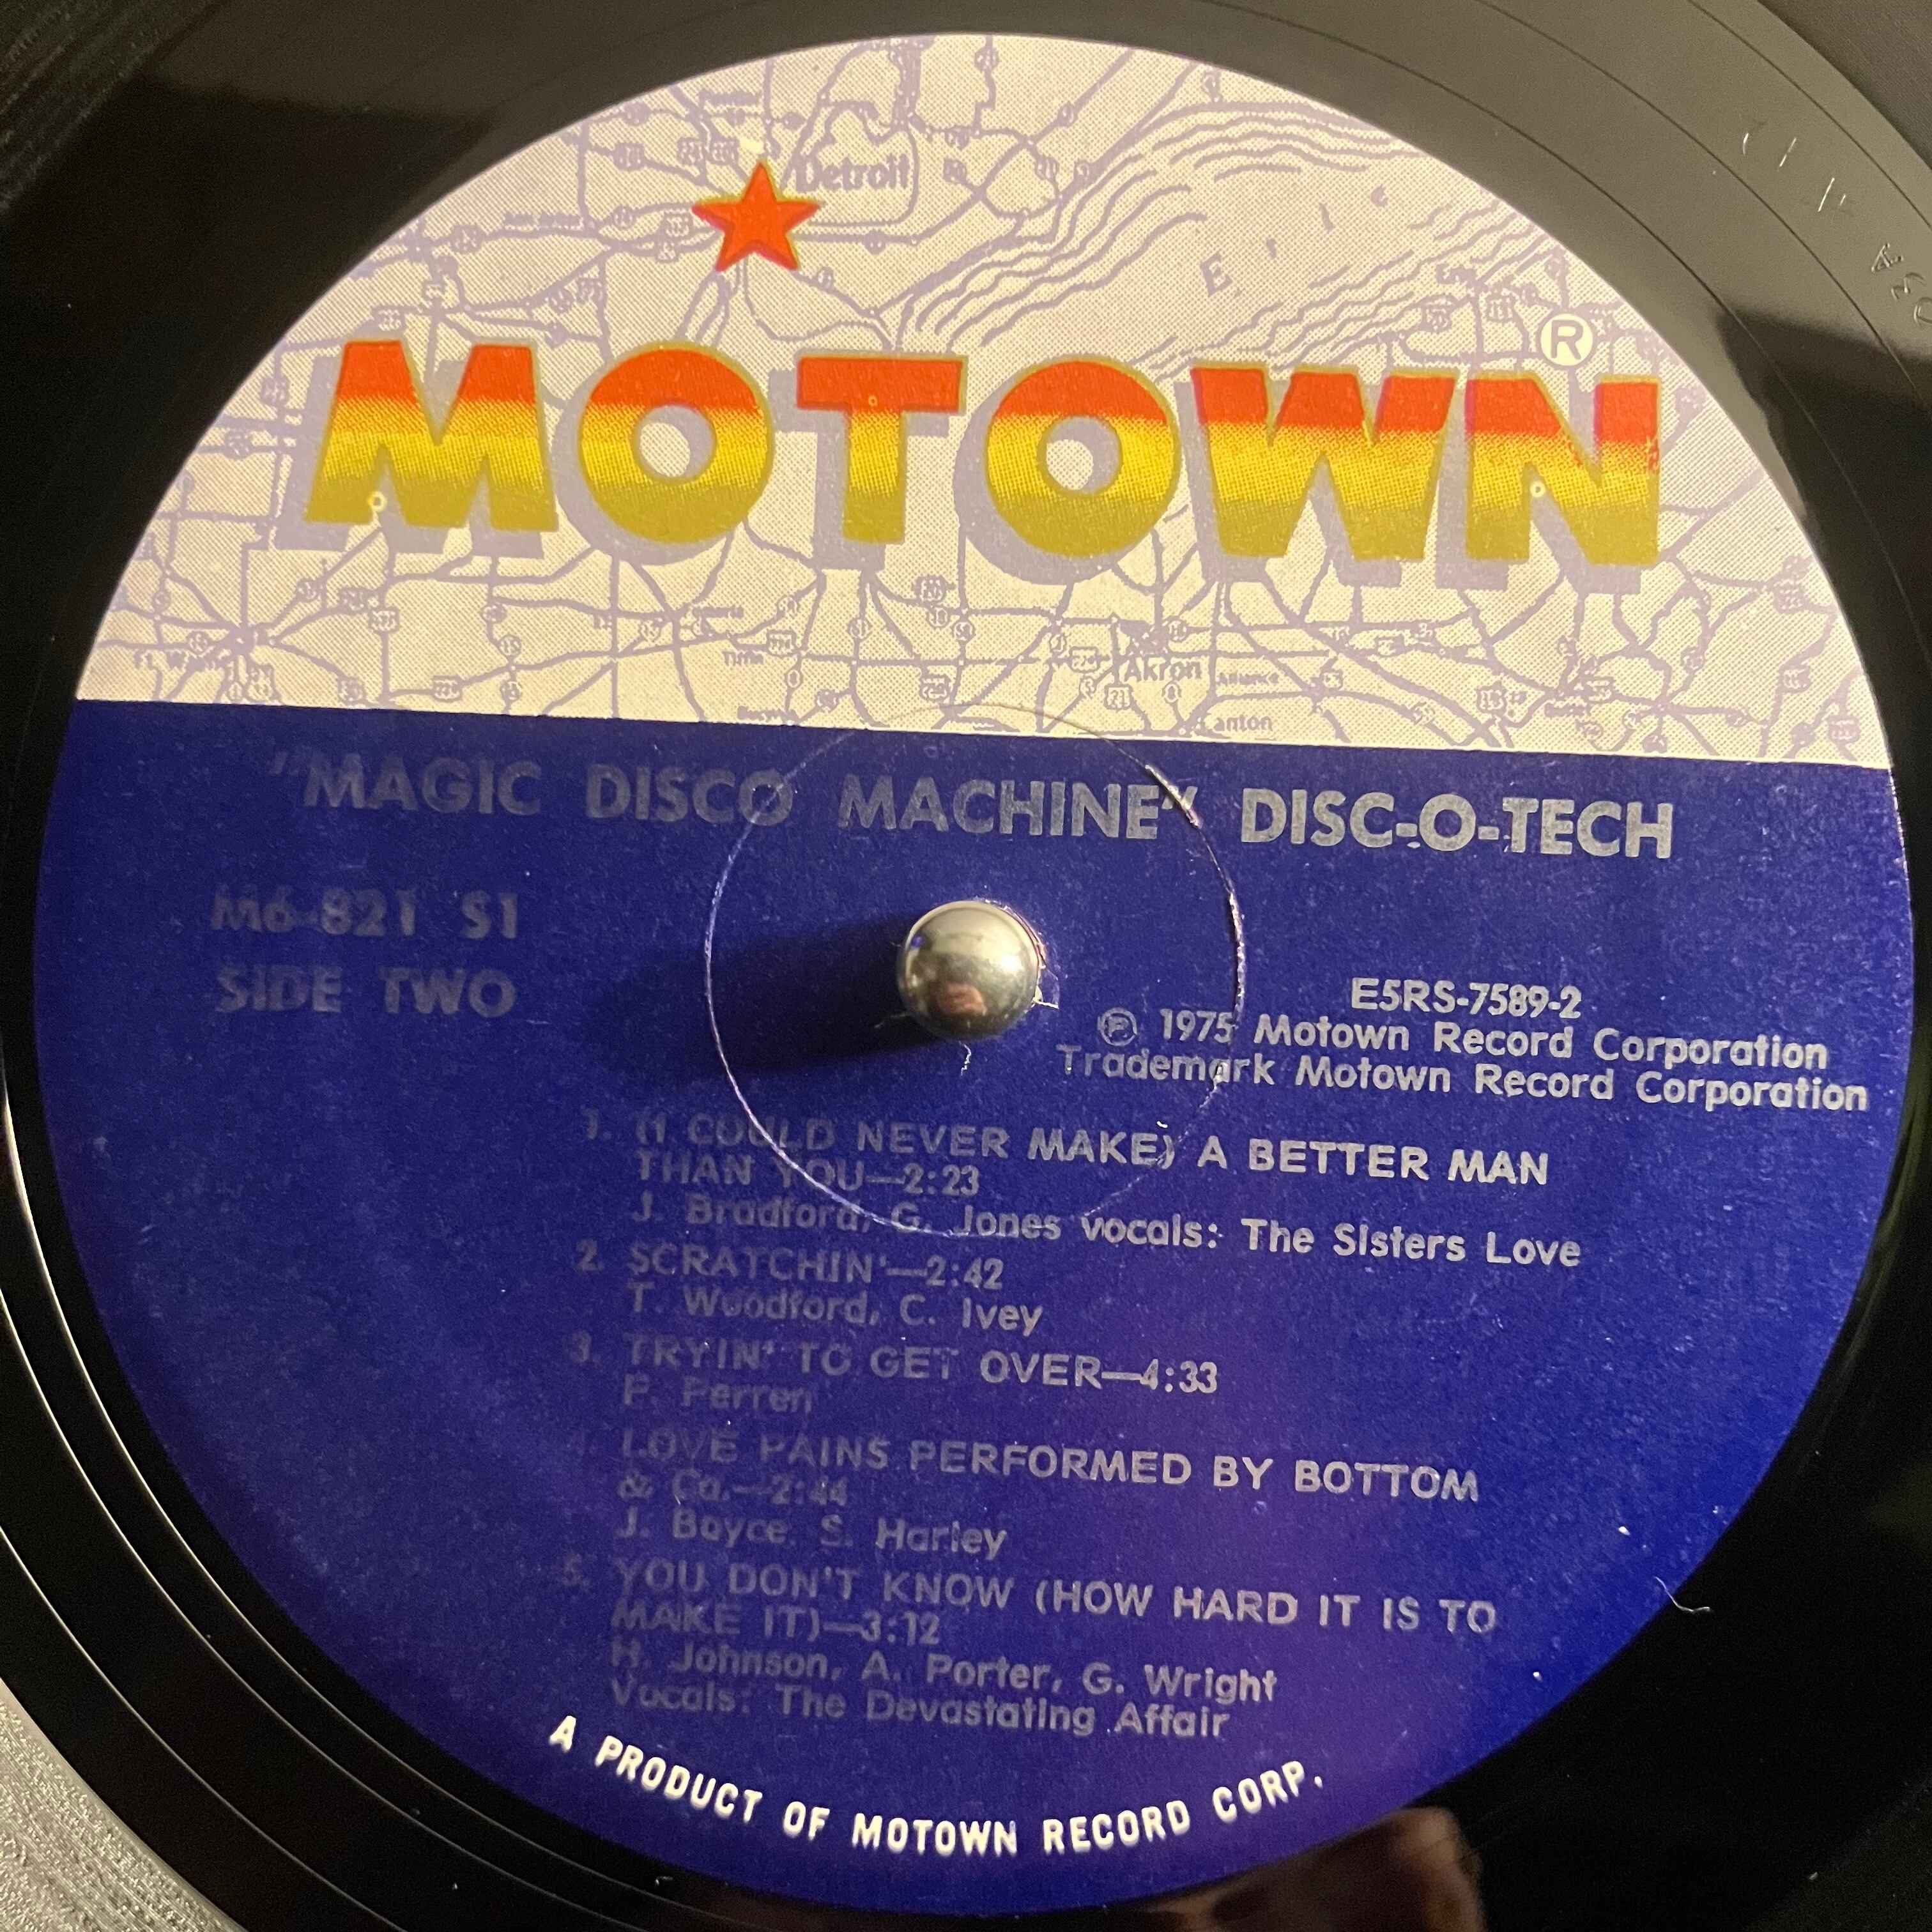 Detroit
Erie
MOTOWN®
Akron
Alliance
Canton
"MAGIC DISCO MACHINE" DISC-O-TECH
M6-821 S1
SIDE TWO
E5RS-7589-2
Ⓟ 1975 Motown Record Corporation
Trademark Motown Record Corporation
1. (I COULD NEVER MAKE) A BETTER MAN
THAN YOU—2:23
J. Bradford, G. Jones vocals: The Sisters Love
2. SCRATCHIN'—2:42
T. Woodford, C. Ivey
3. TRYIN' TO GET OVER—4:33
F. Perren
4. LOVE PAINS PERFORMED BY BOTTOM
& Co.—2:44
J. Bayce, S. Harley
5. YOU DON'T KNOW (HOW HARD IT IS TO
MAKE IT)—3:12
H. Johnson, A. Porter, G. Wright
Vocals: The Devastating Affair
A PRODUCT OF MOTOWN RECORD CORP.